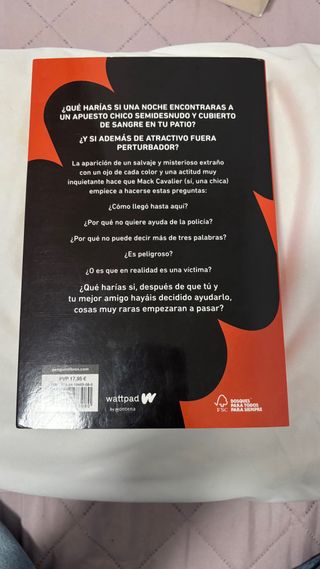 ¿QUÉ HARÍAS SI UNA NOCHE ENCONTRARAS A
UN APUESTO CHICO SEMIDESNUDO Y CUBIERTO
DE SANGRE EN TU PATIO?
¿Y SI ADEMÁS DE ATRACTIVO FUERA
PERTURBADOR?
La aparición de un salvaje y misterioso extraño
con un ojo de cada color y una actitud muy
inquietante hace que Mack Cavalier (sí, una chica)
empiece a hacerse estas preguntas:
¿Cómo llegó hasta aquí?
¿Por qué no quiere ayuda de la policía?
¿Por qué no puede decir más de tres palabras?
¿Es peligroso?
¿O es que en realidad es una víctima?
¿Qué harías si, después de que tú y
tu mejor amigo hayáis decidido ayudarlo,
cosas muy raras empezaran a pasar?
penguinlibros.com
PVP 17,95 €
wattpad
by montena
FSC
BOSQUES
PARA TODOS
PARA SIEMPRE